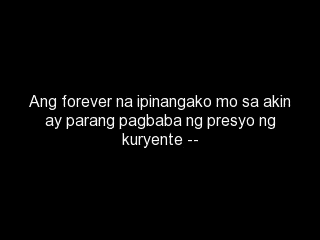 Ang forever na ipinangako mo sa akin
ay parang pagbaba ng presyo ng
kuryente --